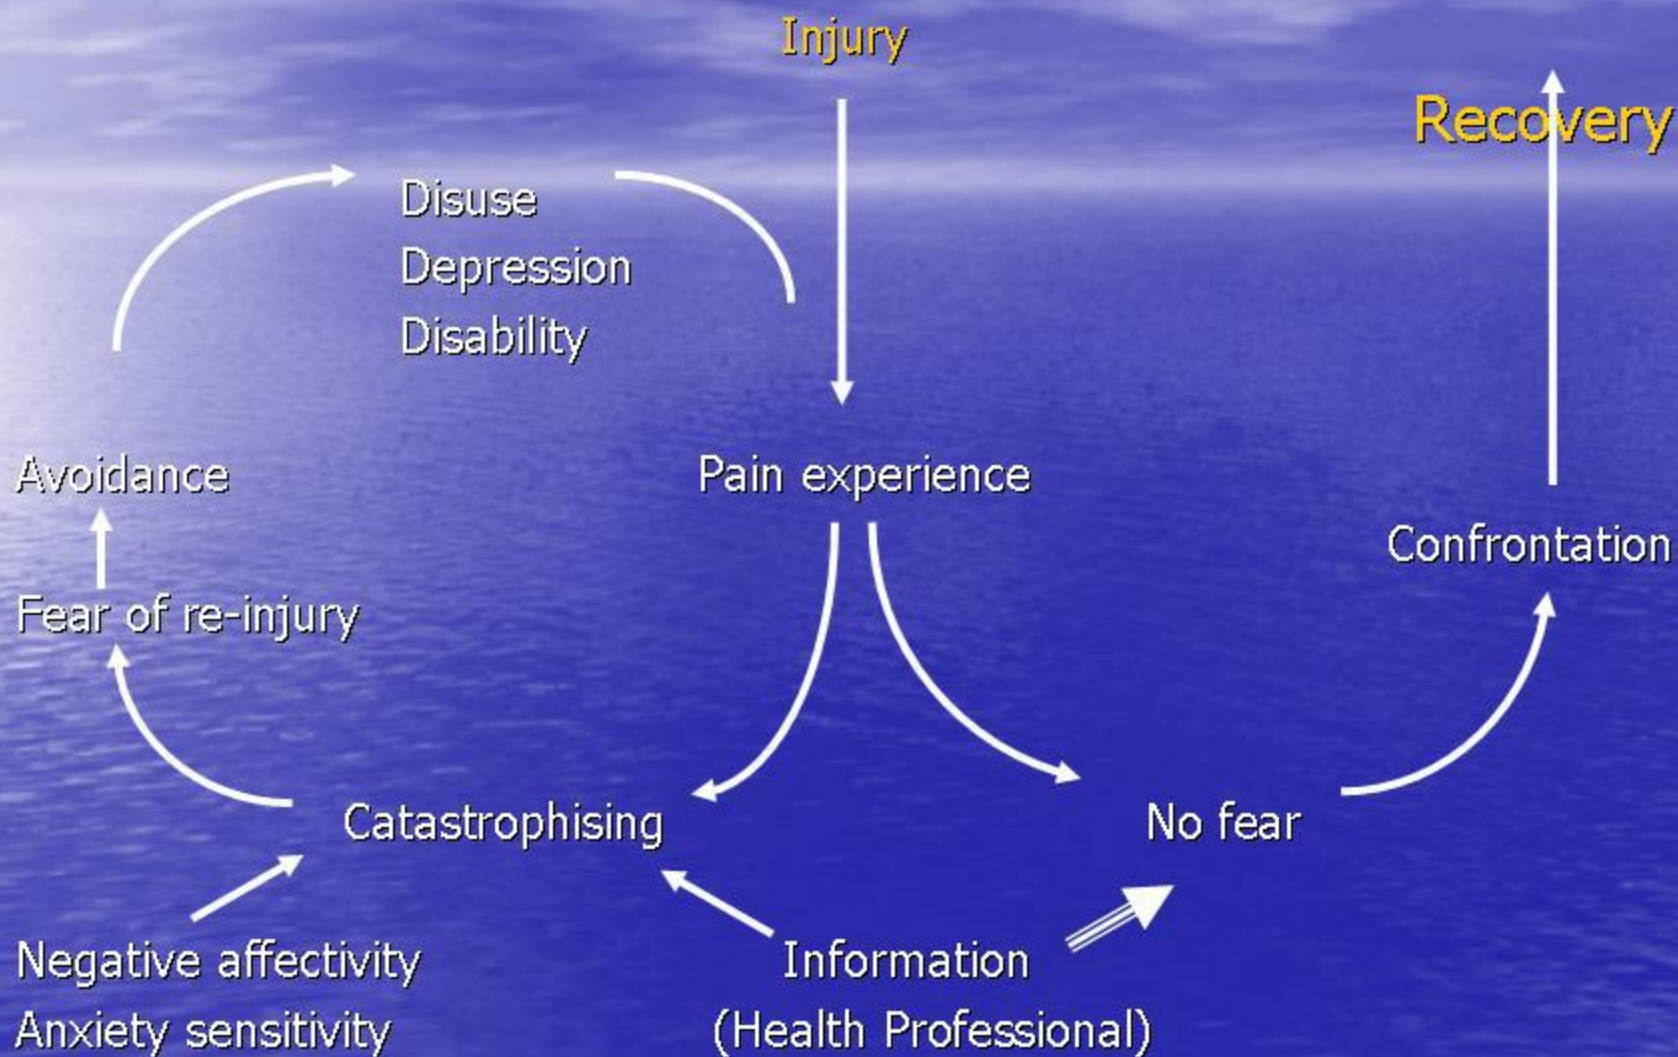 Injury
Recovery
Disuse
Depression
Disability
Avoidance
Pain experience
Confrontation
Fear of re-injury
Catastrophising
No fear
Negative affectivity
Anxiety sensitivity
Information
(Health Professional)